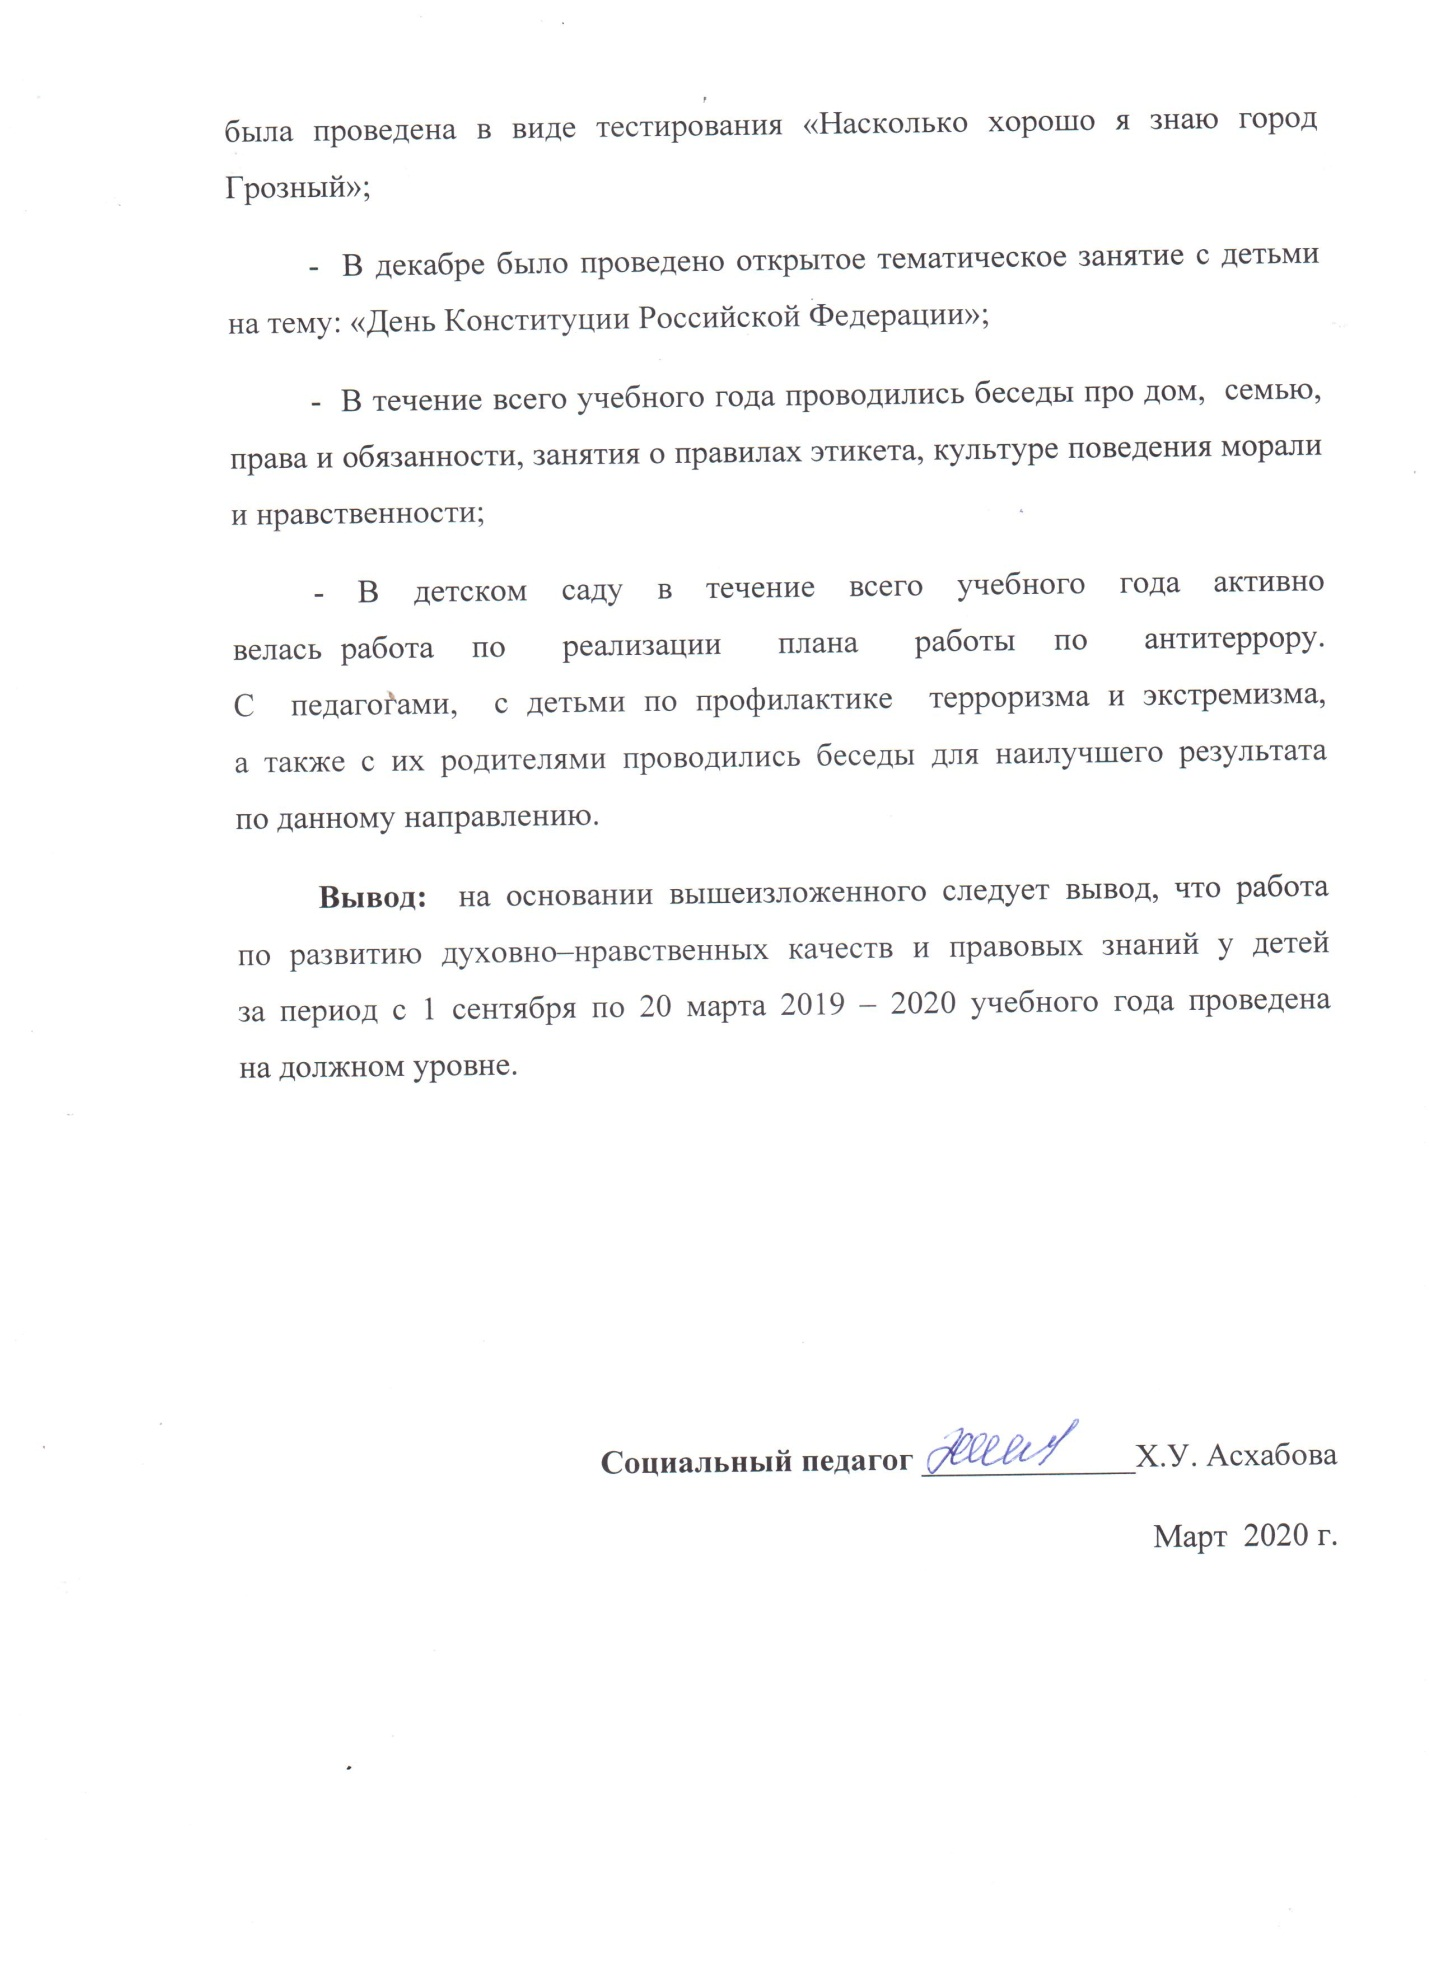 была проведена в виде тестирования «Насколько хорошо я знаю город
Грозный»;
- В декабре было проведено открытое тематическое занятие с детьми
на тему: «День Конституции Российской Федерации»;
- В течение всего учебного года проводились беседы про дом, семью,
права и обязанности, занятия о правилах этикета, культуре поведения морали
и нравственности;
- В детском саду в течение всего учебного года активно
велась работа по реализации плана работы по антитеррору.
С педагогами, с детьми по профилактике терроризма и экстремизма,
а также с их родителями проводились беседы для наилучшего результата
по данному направлению.
Вывод: на основании вышеизложенного следует вывод, что работа
по развитию духовно–нравственных качеств и правовых знаний у детей
за период с 1 сентября по 20 марта 2019 – 2020 учебного года проведена
на должном уровне.
Социальный педагог _____________Х.У. Асхабова
Март 2020 г.